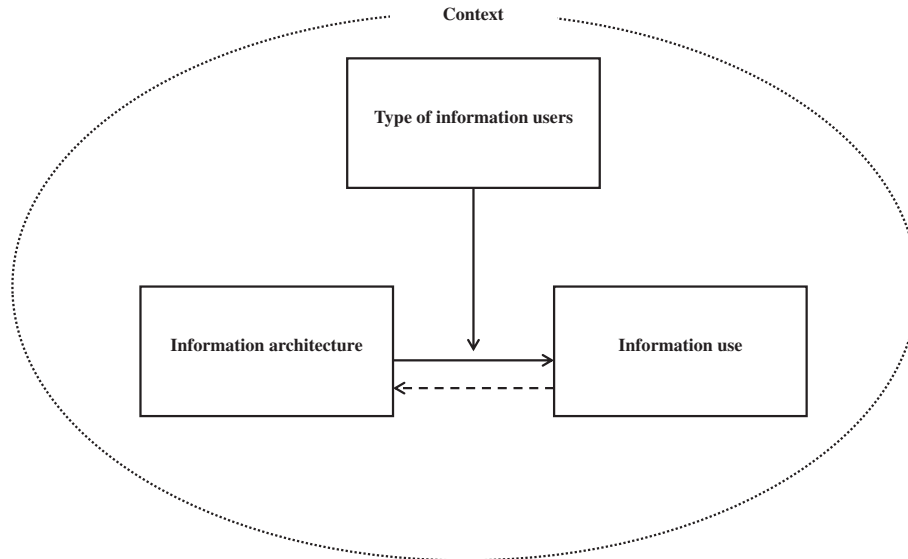 Context
Type of information users
Information architecture
Information use